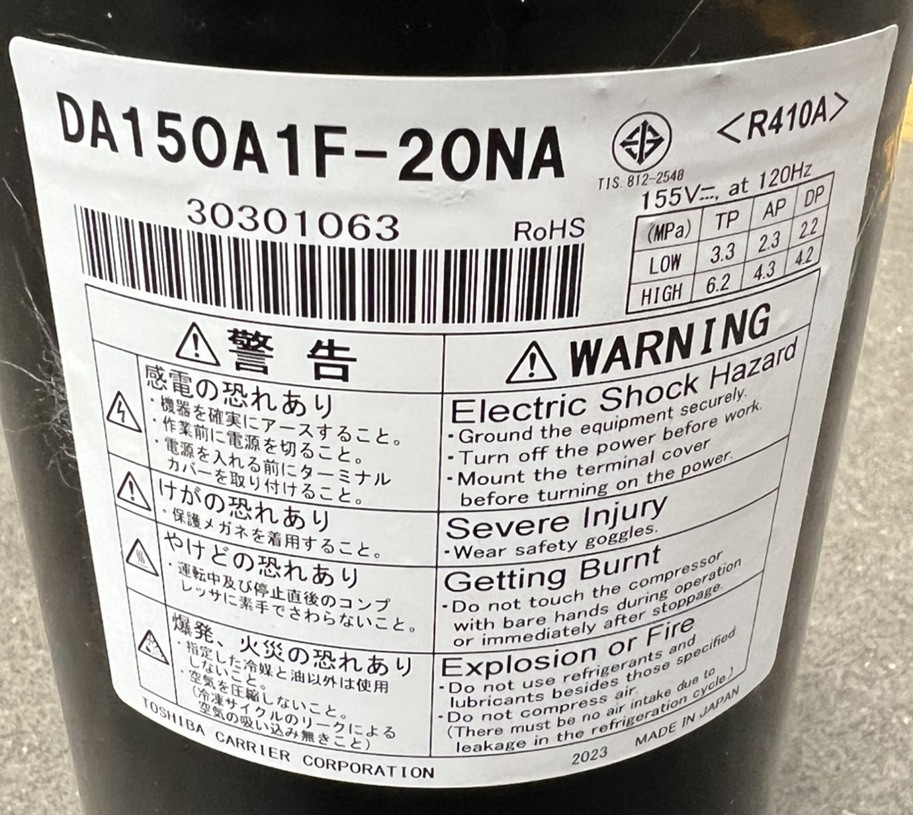 DA150A1F-20NA
<R410A>
TIS.812-2548
30301063
RoHS
155V⎓, at 120Hz
(MPa) TP AP DP
LOW 3.3 2.3 2.2
HIGH 6.2 4.3 4.2
警告
感電の恐れあり
・機器を確実にアースすること。
・作業前に電源を切ること。
・電源を入れる前にターミナル
カバーを取り付けること。
けがの恐れあり
・保護メガネを着用すること。
やけどの恐れあり
・運転中及び停止直後のコンプ
レッサに素手でさわらないこと。
爆発、火災の恐れあり
・指定した冷媒と油以外は使用
しないこと。
・空気を圧縮しないこと。
(冷凍サイクルのリークによる
空気の吸い込み無きこと)
WARNING
Electric Shock Hazard
・Ground the equipment securely.
・Turn off the power before work.
・Mount the terminal cover
before turning on the power.
Severe Injury
・Wear safety goggles.
Getting Burnt
・Do not touch the compressor
with bare hands during operation
or immediately after stoppage.
Explosion or Fire
・Do not use refrigerants and
lubricants besides those specified.
・Do not compress air.
(There must be no air intake due to
leakage in the refrigeration cycle.)
TOSHIBA CARRIER CORPORATION
2023 MADE IN JAPAN